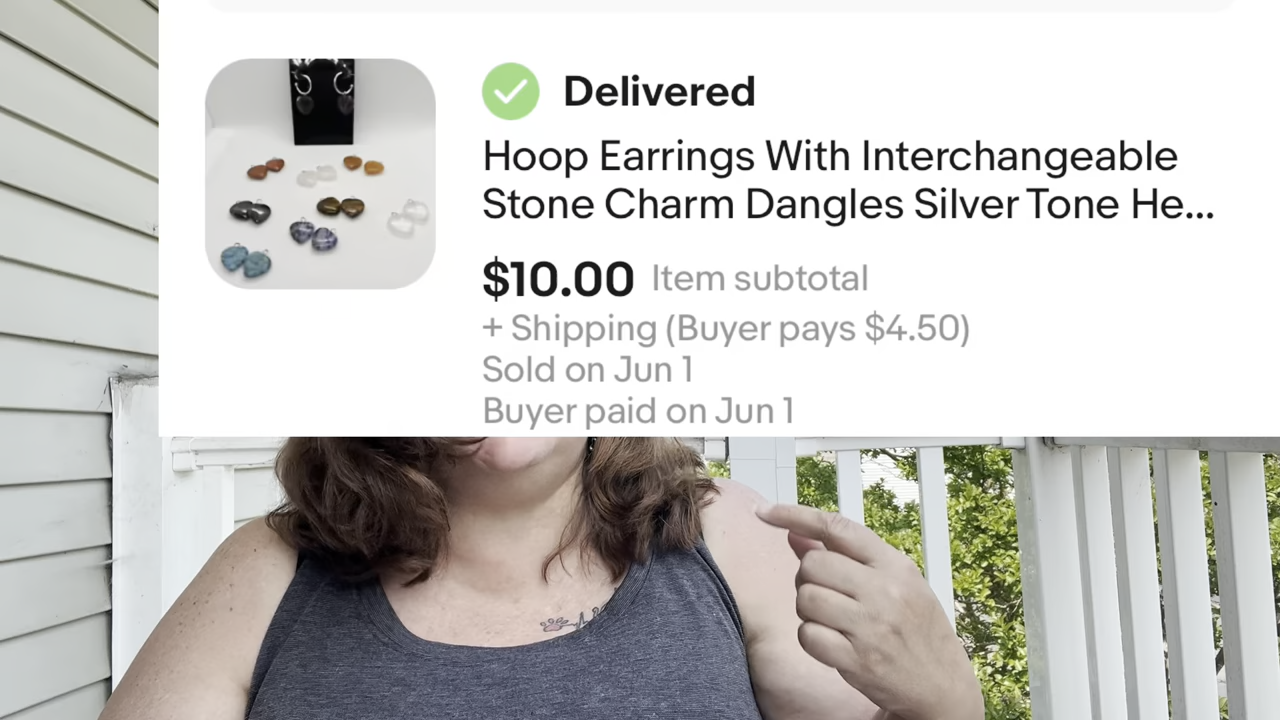 Delivered
Hoop Earrings With Interchangeable
Stone Charm Dangles Silver Tone He...
$10.00 Item subtotal
+ Shipping (Buyer pays $4.50)
Sold on Jun 1
Buyer paid on Jun 1